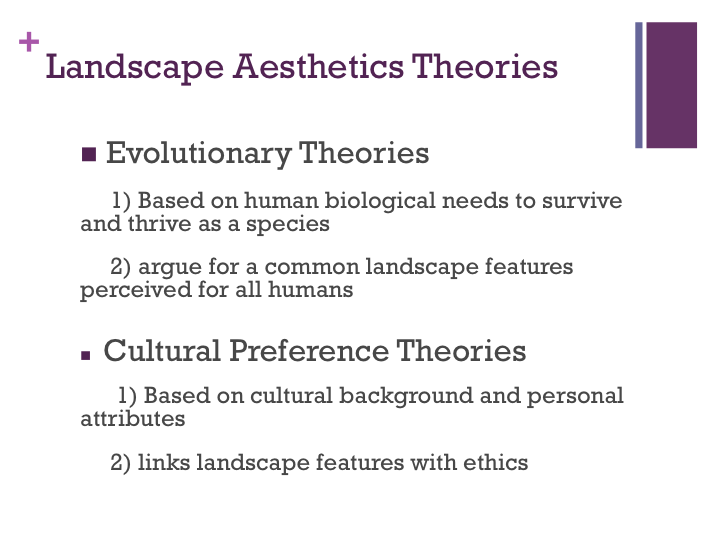 +
Landscape Aesthetics Theories
■ Evolutionary Theories
1) Based on human biological needs to survive
and thrive as a species
2) argue for a common landscape features
perceived for all humans
■ Cultural Preference Theories
1) Based on cultural background and personal
attributes
2) links landscape features with ethics